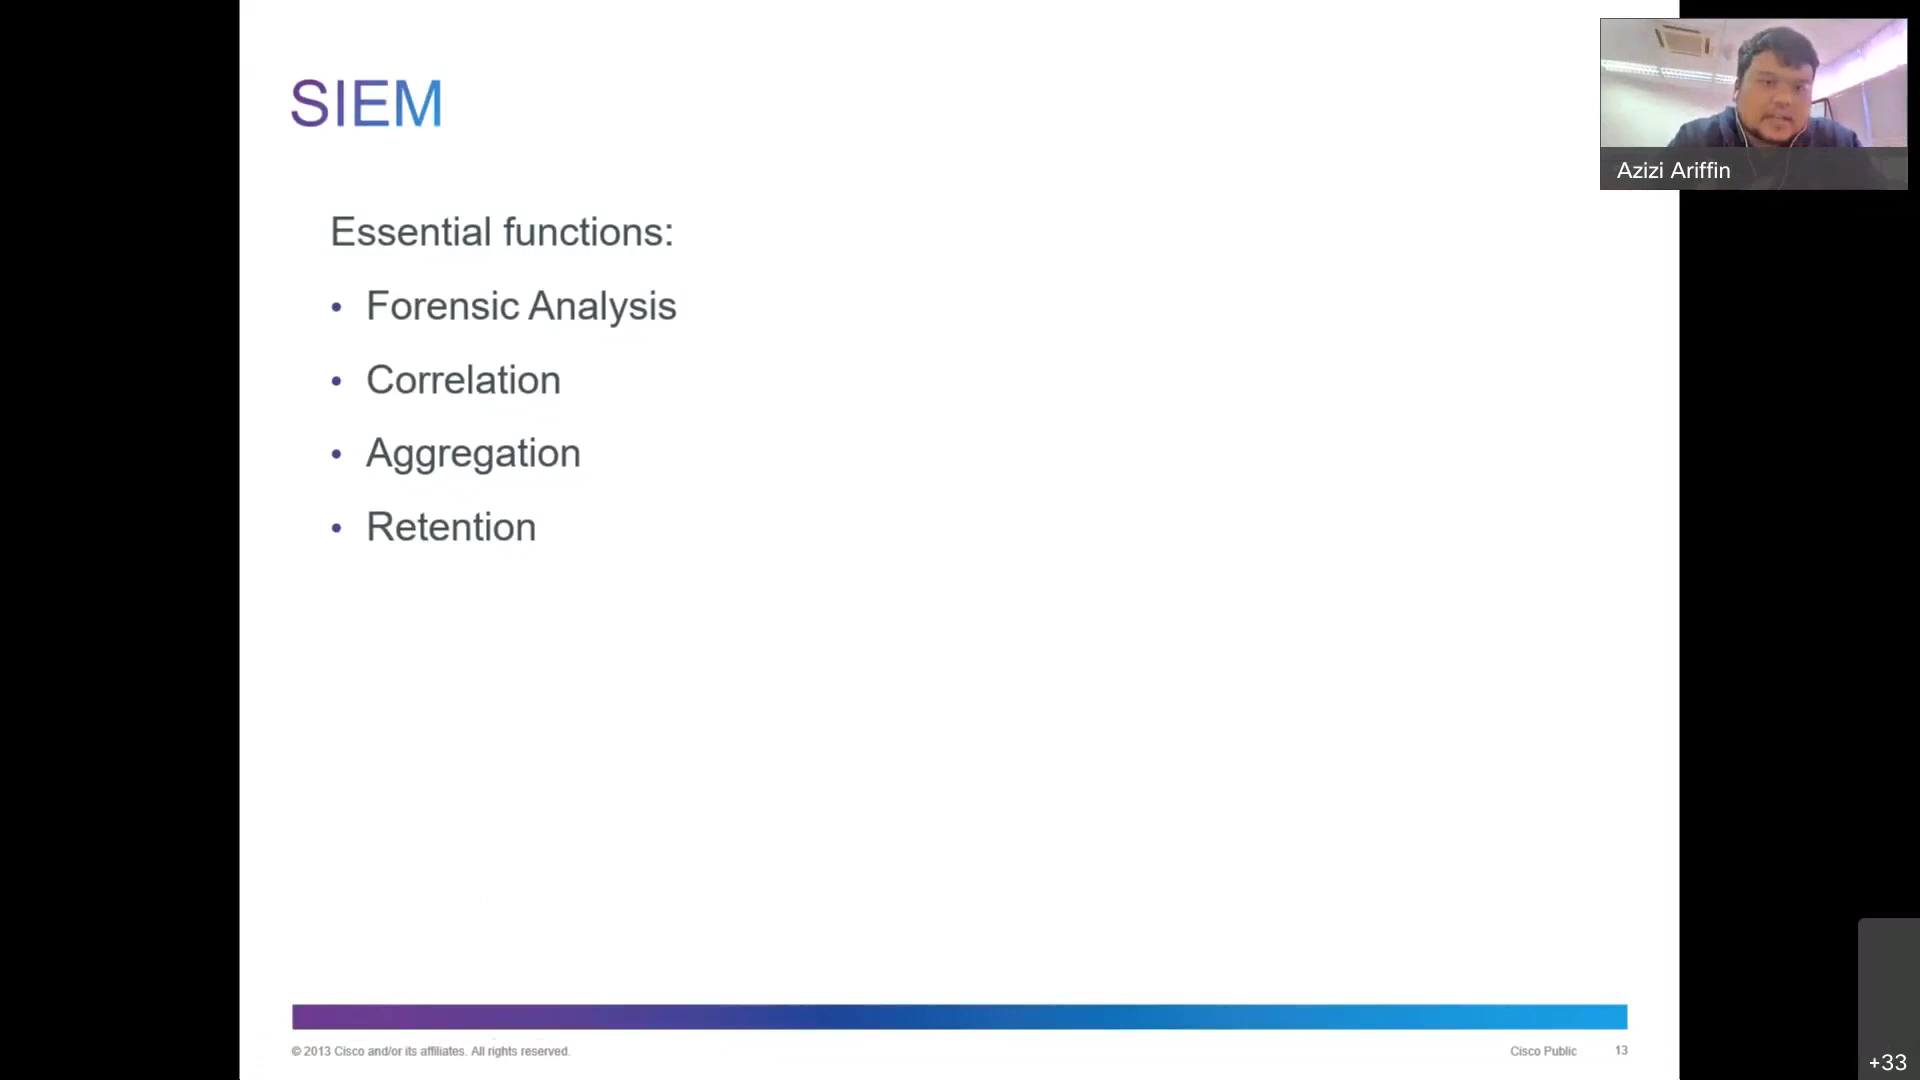 SIEM
Azizi Ariffin
Essential functions:
• Forensic Analysis
• Correlation
• Aggregation
• Retention
© 2013 Cisco and/or its affiliates. All rights reserved.
Cisco Public
13
+33